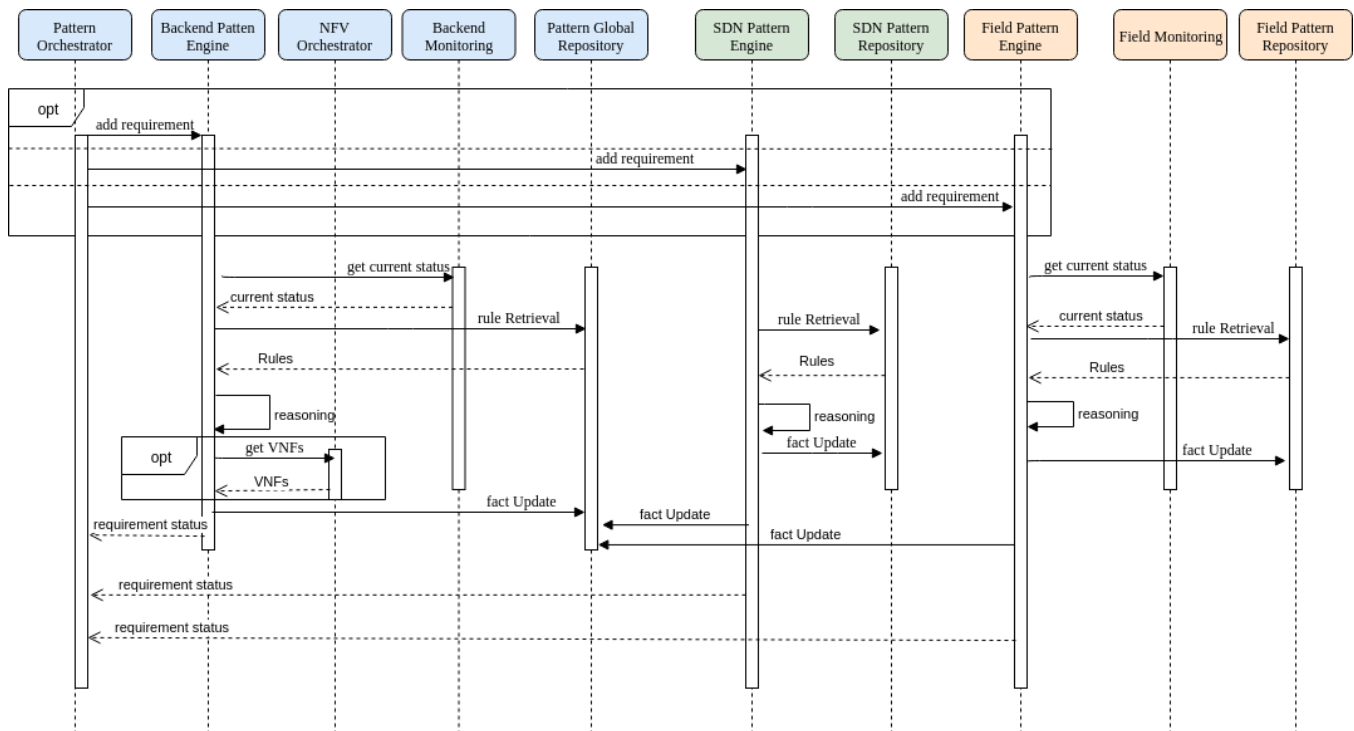 Pattern
Orchestrator
Backend Patten
Engine
NFV
Orchestrator
Backend
Monitoring
Pattern Global
Repository
SDN Pattern
Engine
SDN Pattern
Repository
Field Pattern
Engine
Field Monitoring
Field Pattern
Repository
opt
add requirement
add requirement
add requirement
get current status
get current status
current status
current status
rule Retrieval
rule Retrieval
rule Retrieval
Rules
Rules
Rules
reasoning
reasoning
reasoning
opt
get VNFs
fact Update
fact Update
VNFs
fact Update
fact Update
requirement status
fact Update
requirement status
requirement status